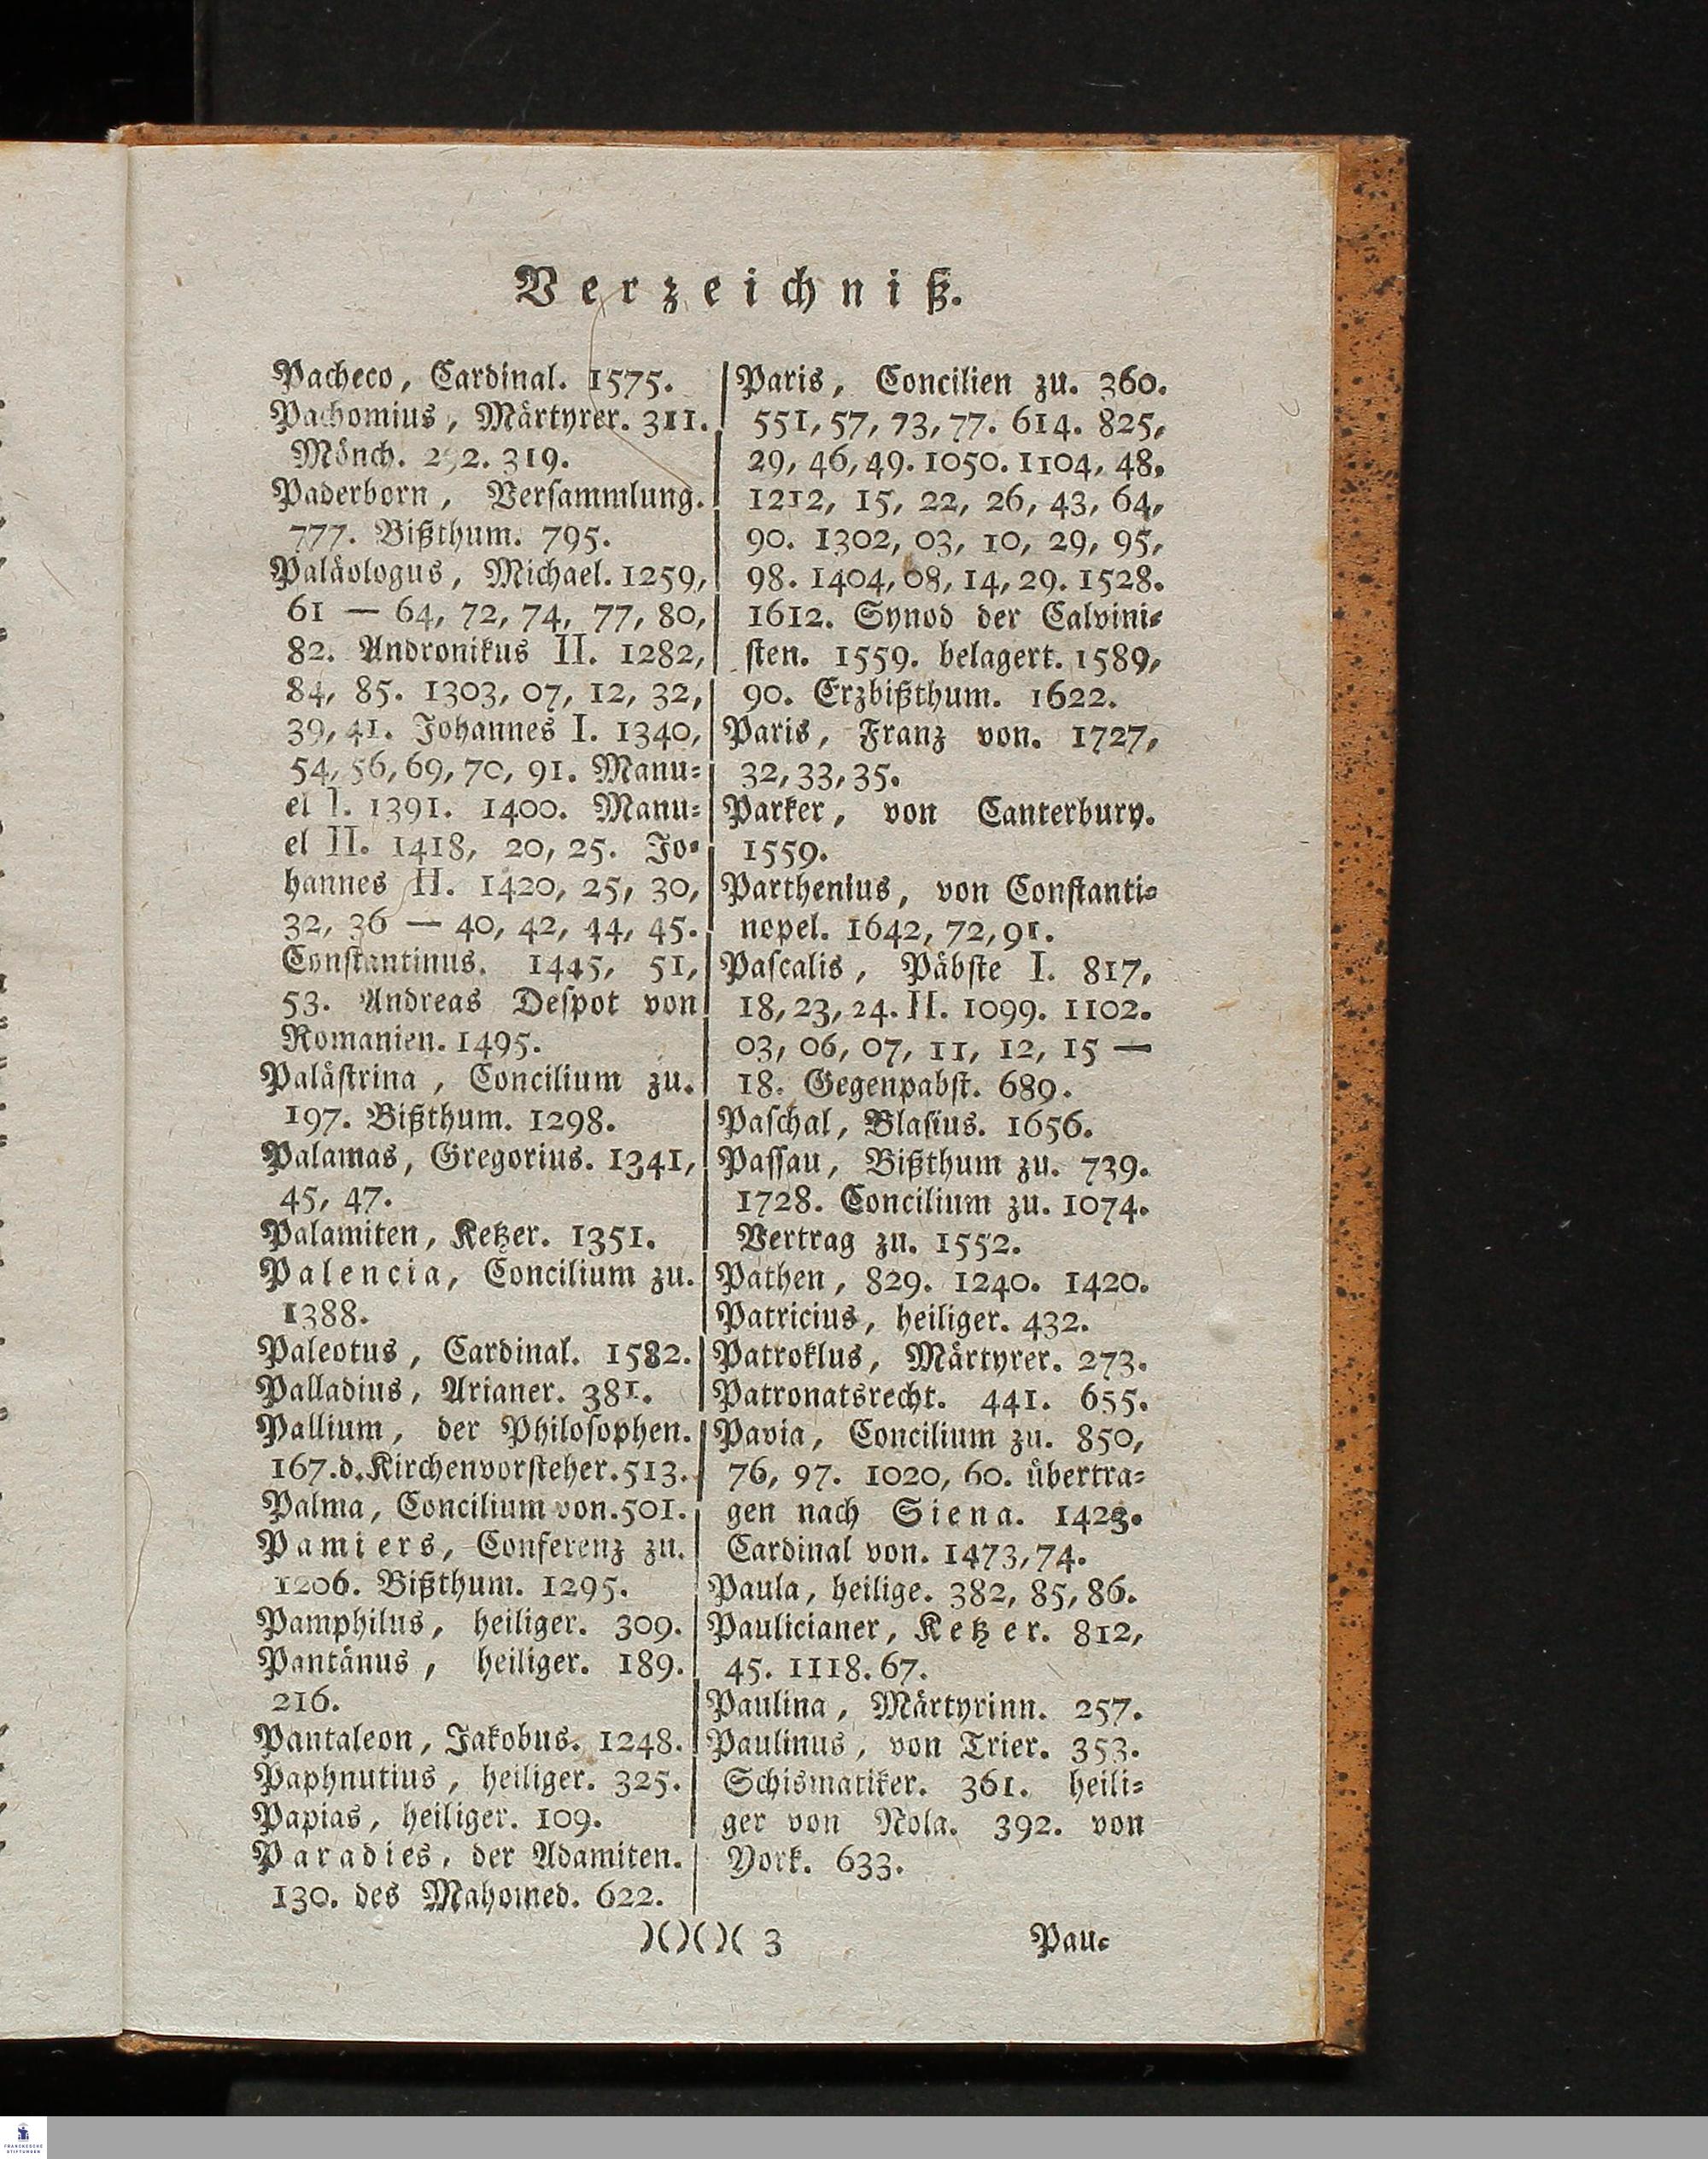 Verzeichniß.
Pacheco, Cardinal. 1575.
Pachomius, Märtyrer. 311.
Mönch. 292. 319.
Paderborn, Versammlung.
777. Bißthum. 795.
Paläologus, Michael. 1259,
61 — 64, 72, 74, 77, 80,
82. Andronikus II. 1282,
84, 85. 1303, 07, 12, 32,
39, 41. Johannes I. 1340,
54, 56, 69, 70, 91. Manu-
el I. 1391. 1400. Manu-
el II. 1418, 20, 25. Jo-
hannes II. 1420, 25, 30,
32, 36 — 40, 42, 44, 45.
Constantinus. 1445, 51,
53. Andreas Despot von
Romanien. 1495.
Palästrina, Concilium zu.
197. Bißthum. 1298.
Palamas, Gregorius. 1341,
45, 47.
Palamiten, Ketzer. 1351.
Palencia, Concilium zu.
1388.
Paleotus, Cardinal. 1582.
Palladius, Arianer. 381.
Pallium, der Philosophen.
167. d. Kirchenvorsteher. 513.
Palma, Concilium von. 501.
Pamiers, Conferenz zu.
1206. Bißthum. 1295.
Pamphilus, heiliger. 309.
Pantänus, heiliger. 189.
216.
Pantaleon, Jakobus. 1248.
Paphnutius, heiliger. 325.
Papias, heiliger. 109.
Paradies, der Adamiten.
130. des Mahomed. 622.
Paris, Concilien zu. 360.
551, 57, 73, 77. 614. 825,
29, 46, 49. 1050. 1104, 48,
1212, 15, 22, 26, 43, 64,
90. 1302, 03, 10, 29, 95,
98. 1404, 08, 14, 29. 1528.
1612. Synod der Calvini-
sten. 1559. belagert. 1589,
90. Erzbißthum. 1622.
Paris, Franz von. 1727,
32, 33, 35.
Parker, von Canterbury.
1559.
Parthenius, von Constanti-
nopel. 1642, 72, 91.
Pascalis, Päbste I. 817,
18, 23, 24. II. 1099. 1102.
03, 06, 07, 11, 12, 15 —
18. Gegenpabst. 689.
Paschal, Blasius. 1656.
Passau, Bißthum zu. 739.
1728. Concilium zu. 1074.
Vertrag zu. 1552.
Pathen, 829. 1240. 1420.
Patricius, heiliger. 432.
Patroklus, Märtyrer. 273.
Patronatsrecht. 441. 655.
Pavia, Concilium zu. 850,
76, 97. 1020, 60. übertra-
gen nach Siena. 1423.
Cardinal von. 1473, 74.
Paula, heilige. 382, 85, 86.
Paulicianer, Ketzer. 812,
45. 1118. 67.
Paulina, Märtyrinn. 257.
Paulinus, von Trier. 353.
Schismatiker. 361. heili-
ger von Nola. 392. von
York. 633.
)()()( 3
Pau-
FRANCKESCHE
STIFTUNGEN